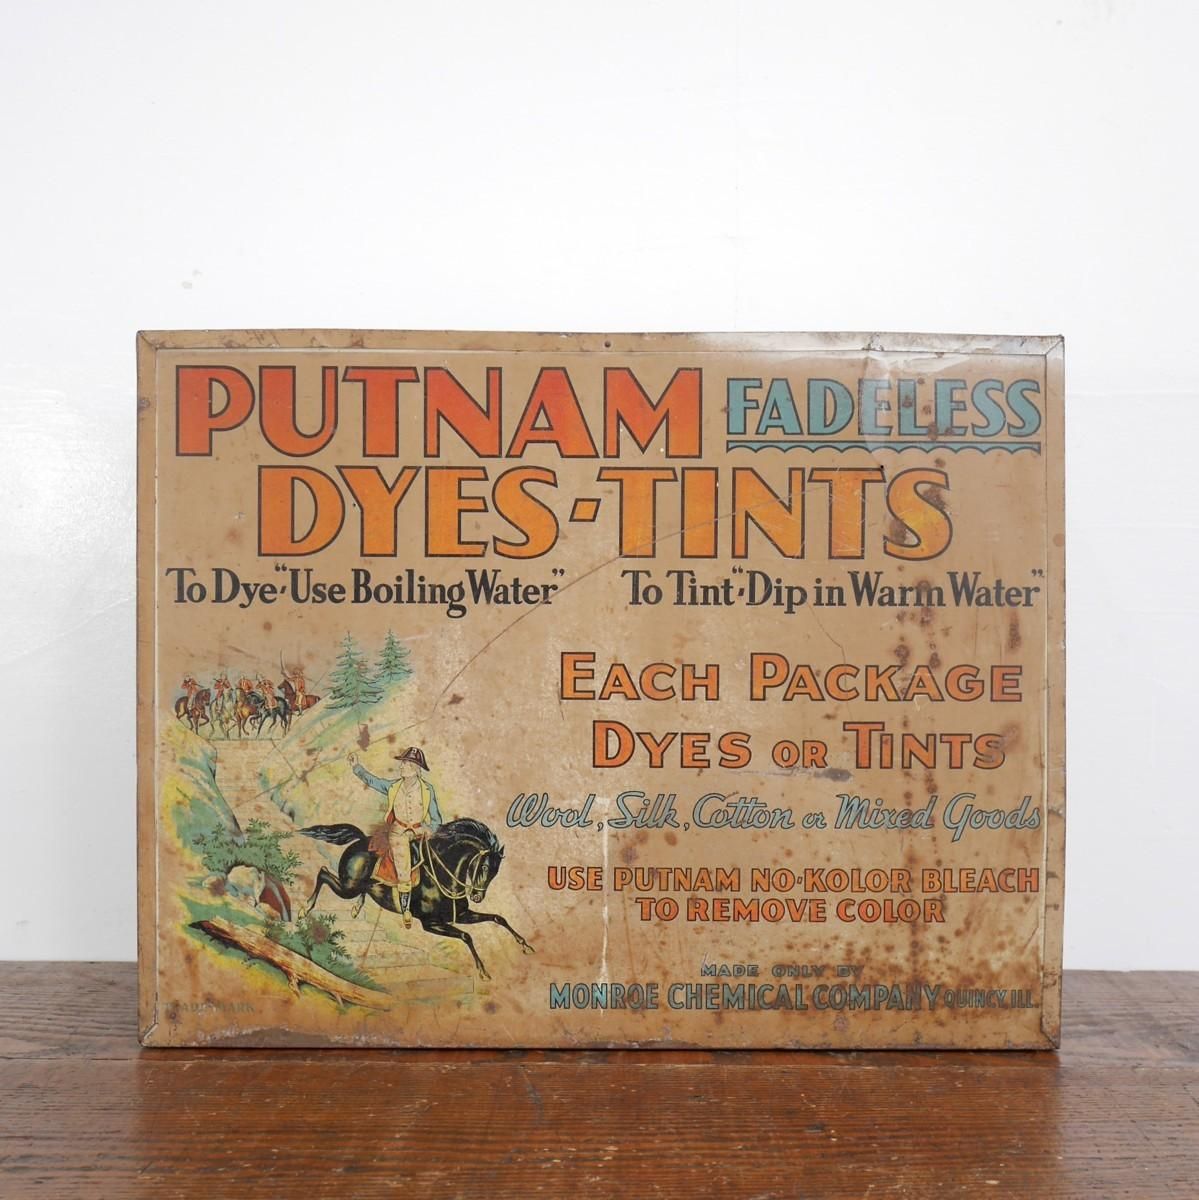 PUTNAM FADELESS
DYES-TINTS
To Dye-"Use Boiling Water" To Tint-"Dip in Warm Water"
EACH PACKAGE
DYES OR TINTS
Wool, Silk, Cotton or Mixed Goods
USE PUTNAM NO-KOLOR BLEACH
TO REMOVE COLOR
MADE ONLY BY
MONROE CHEMICAL COMPANY QUINCY, ILL.
TRADE MARK